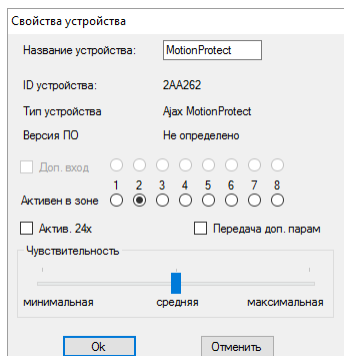 Свойства устройства
Название устройства: MotionProtect
ID устройства: 2AA262
Тип устройства Ajax MotionProtect
Версия ПО Не определено
Доп. вход
1 2 3 4 5 6 7 8
Активен в зоне
Актив. 24х Передача доп. парам
Чувствительность
минимальная средняя максимальная
Ok Отменить